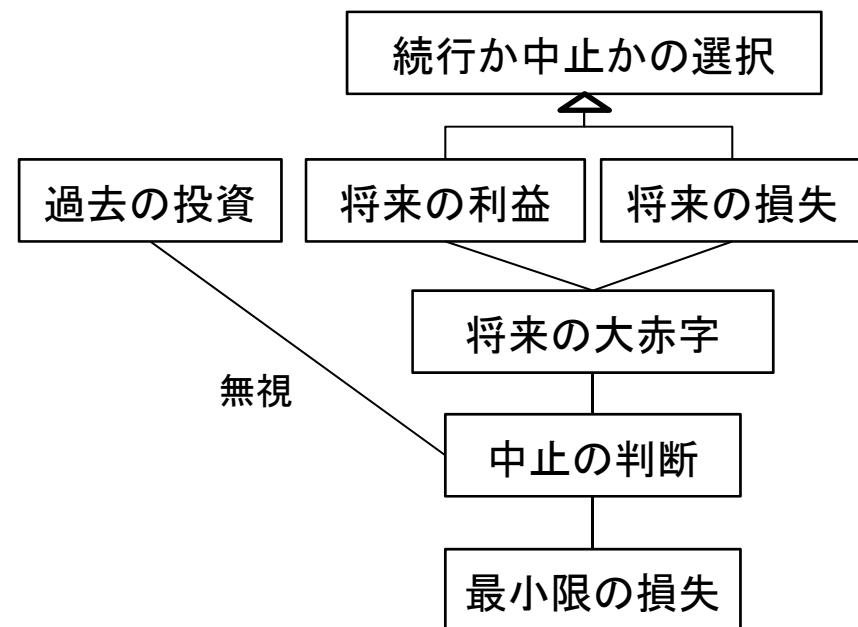 続行か中止かの選択
過去の投資
将来の利益
将来の損失
将来の大赤字
無視
中止の判断
最小限の損失